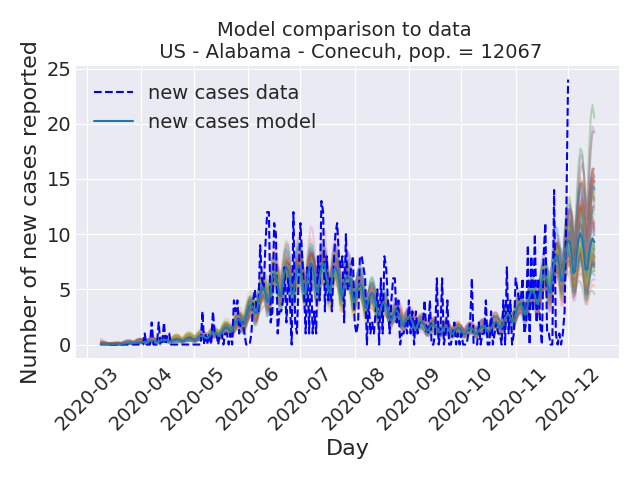 Model comparison to data
US - Alabama - Conecuh, pop. = 12067
Number of new cases reported
25
20
15
10
5
0
new cases data
new cases model
2020-03
2020-04
2020-05
2020-06
2020-07
2020-08
2020-09
2020-10
2020-11
2020-12
Day